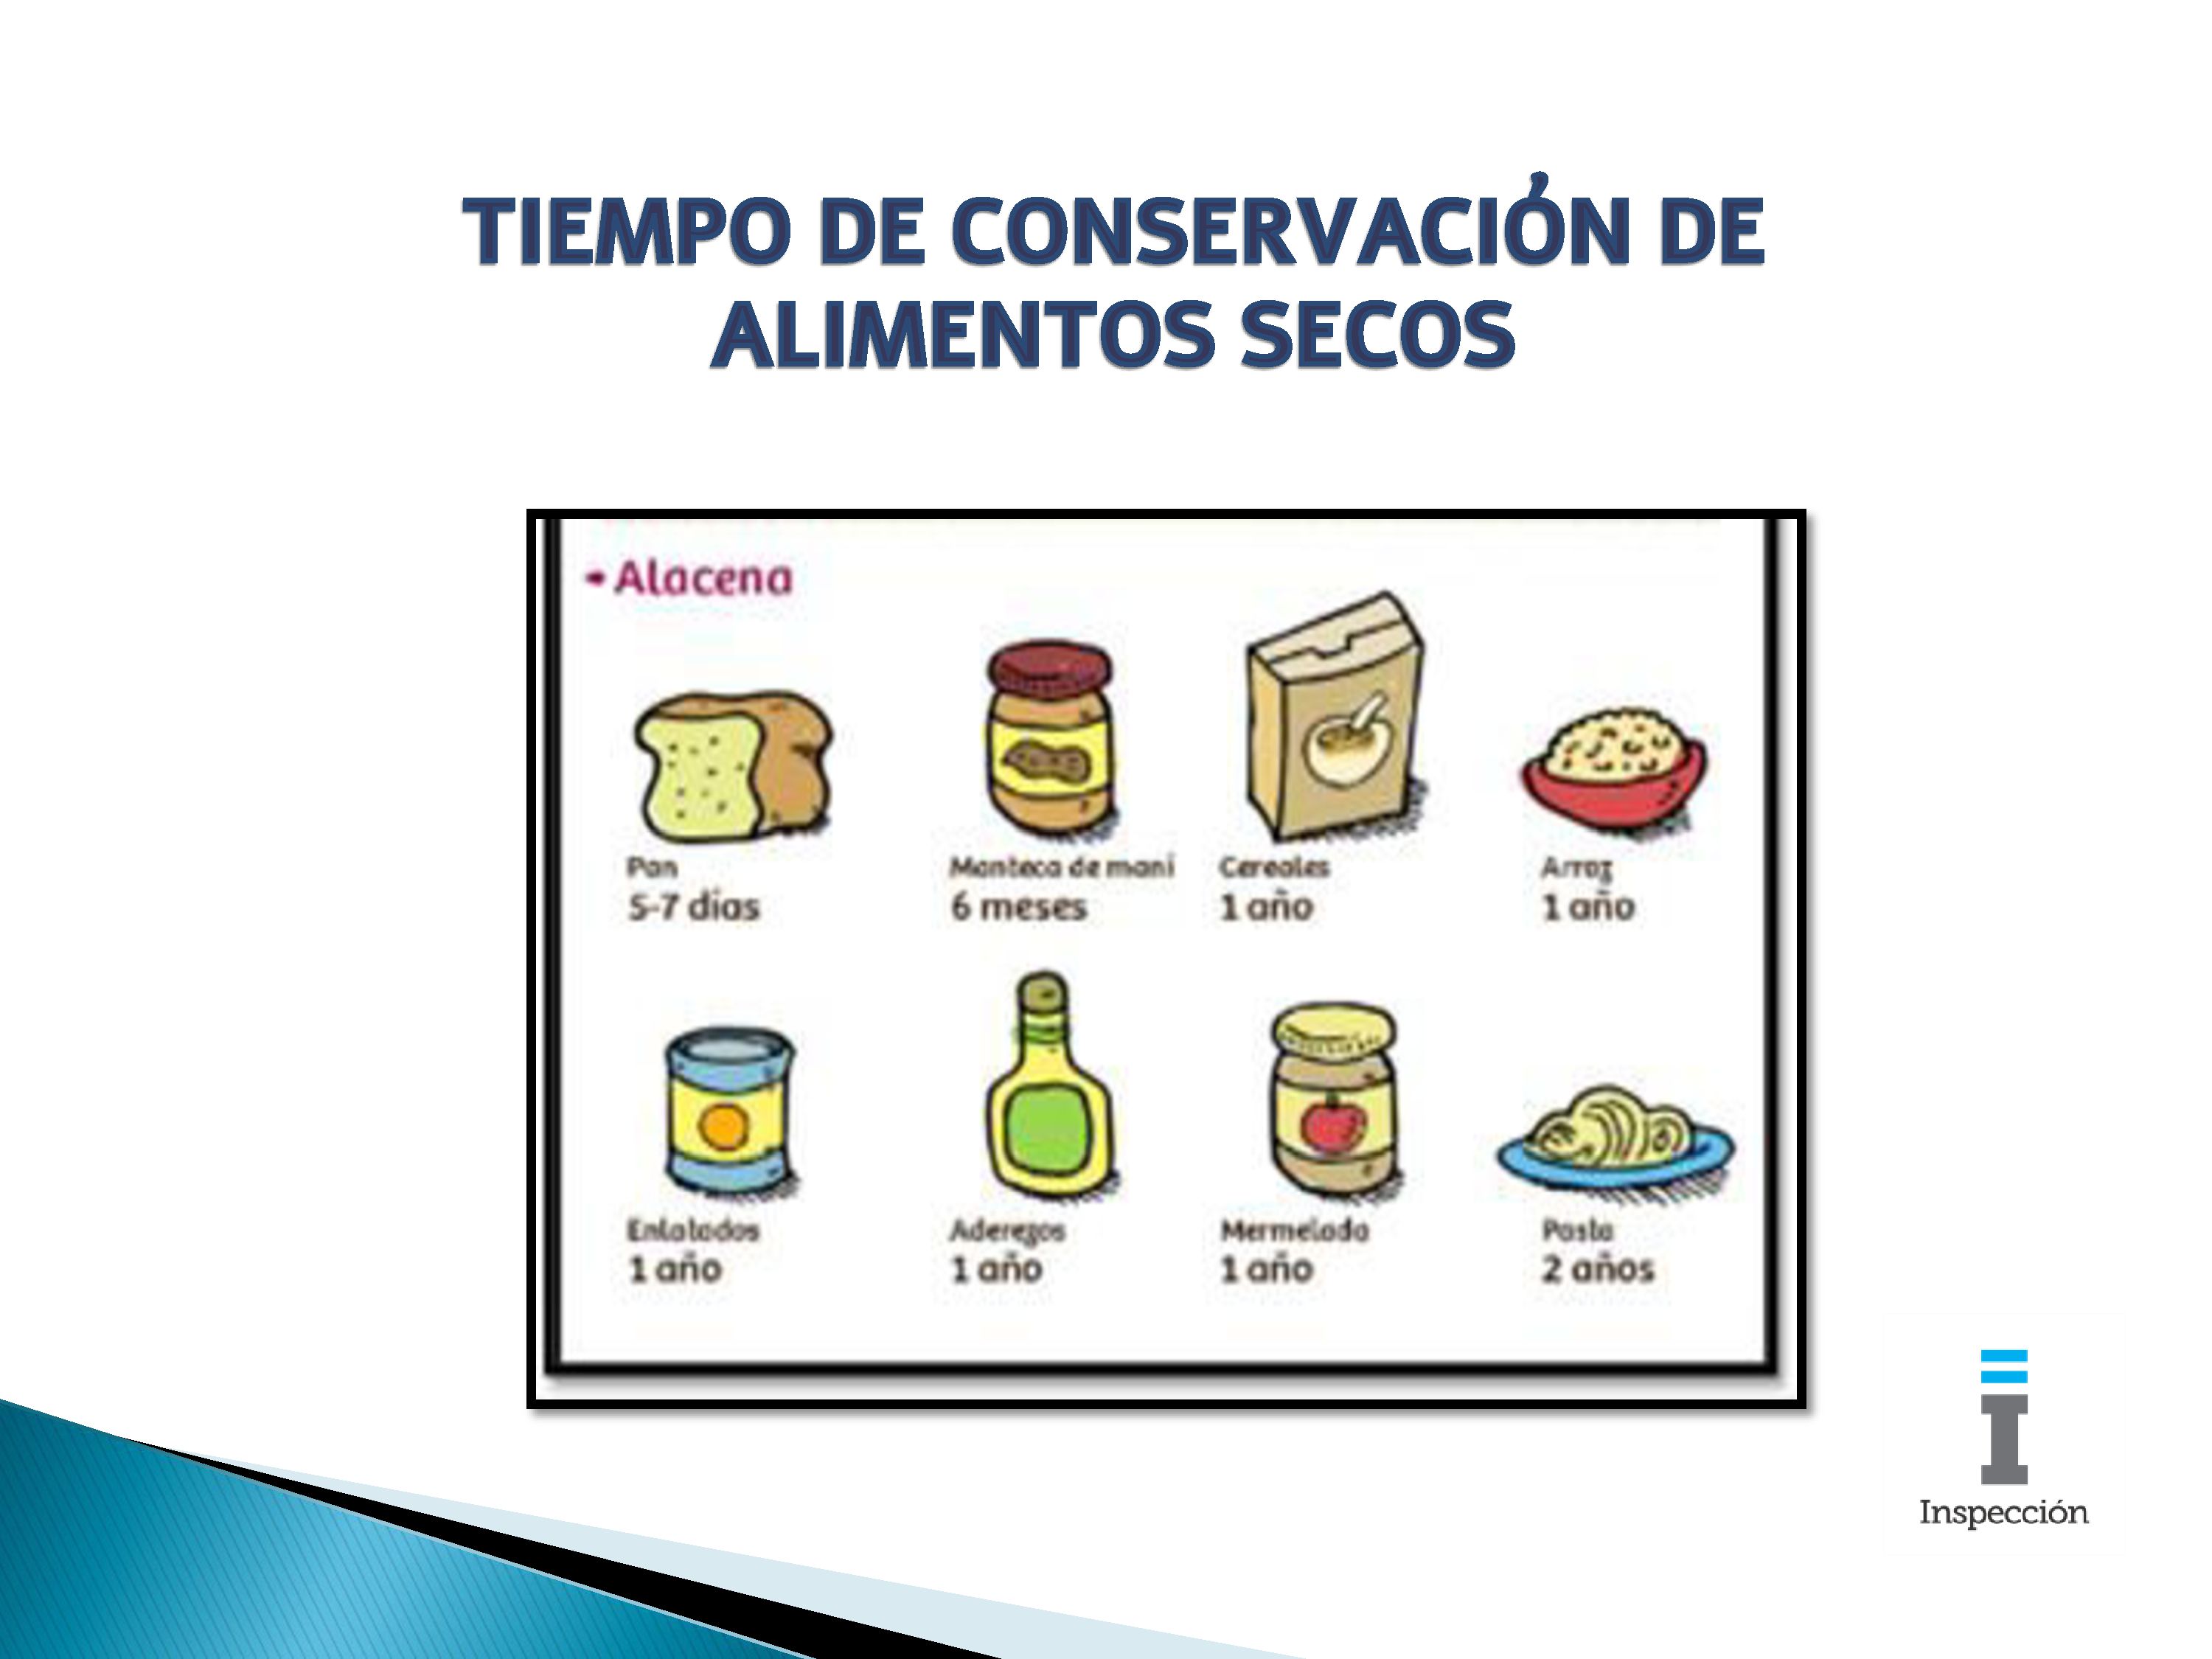 TIEMPO DE CONSERVACIÓN DE
ALIMENTOS SECOS
Alacena
Pan
5-7 días
Manteca de maní
6 meses
Cereales
1 año
Arroz
1 año
Enlatados
1 año
Aderezos
1 año
Mermelada
1 año
Pasta
2 años
Inspección